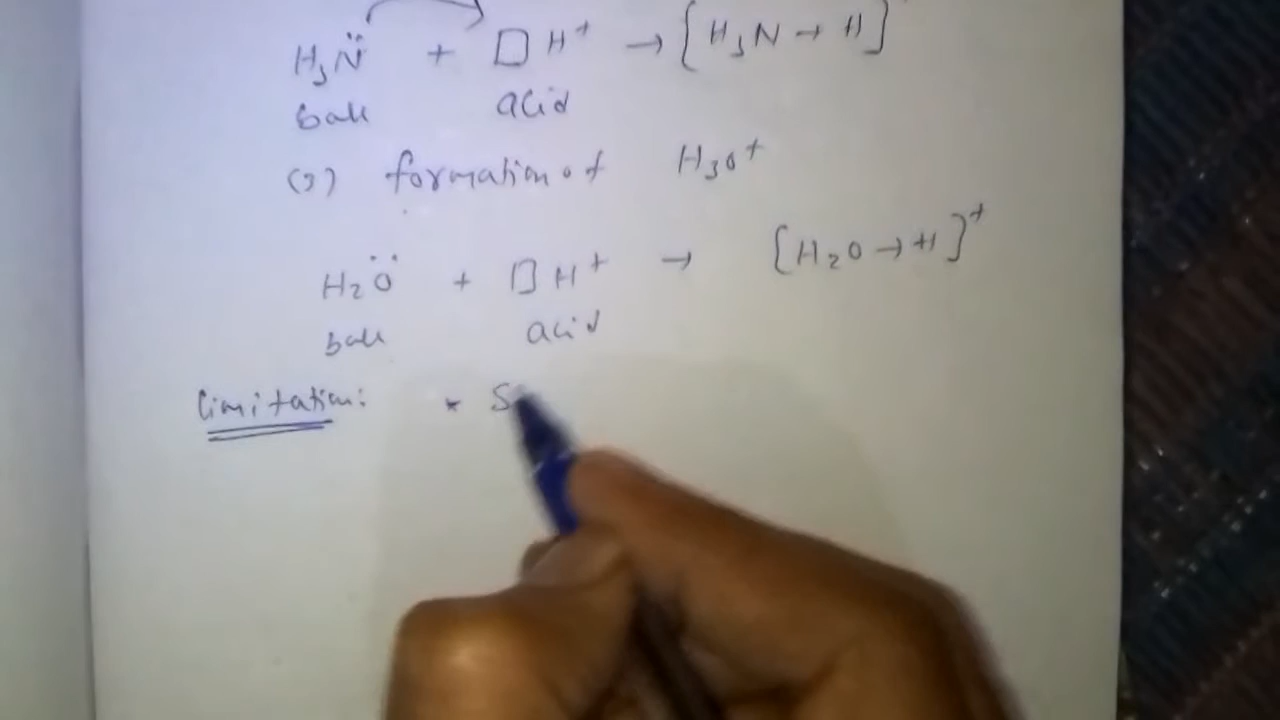 H₃N̈ + □ H⁺ → [H₃N → H]
base acid
(2) formation of H₃O⁺
H₂Ö + □ H⁺ → [H₂O → H]⁺
base acid
limitation: * S